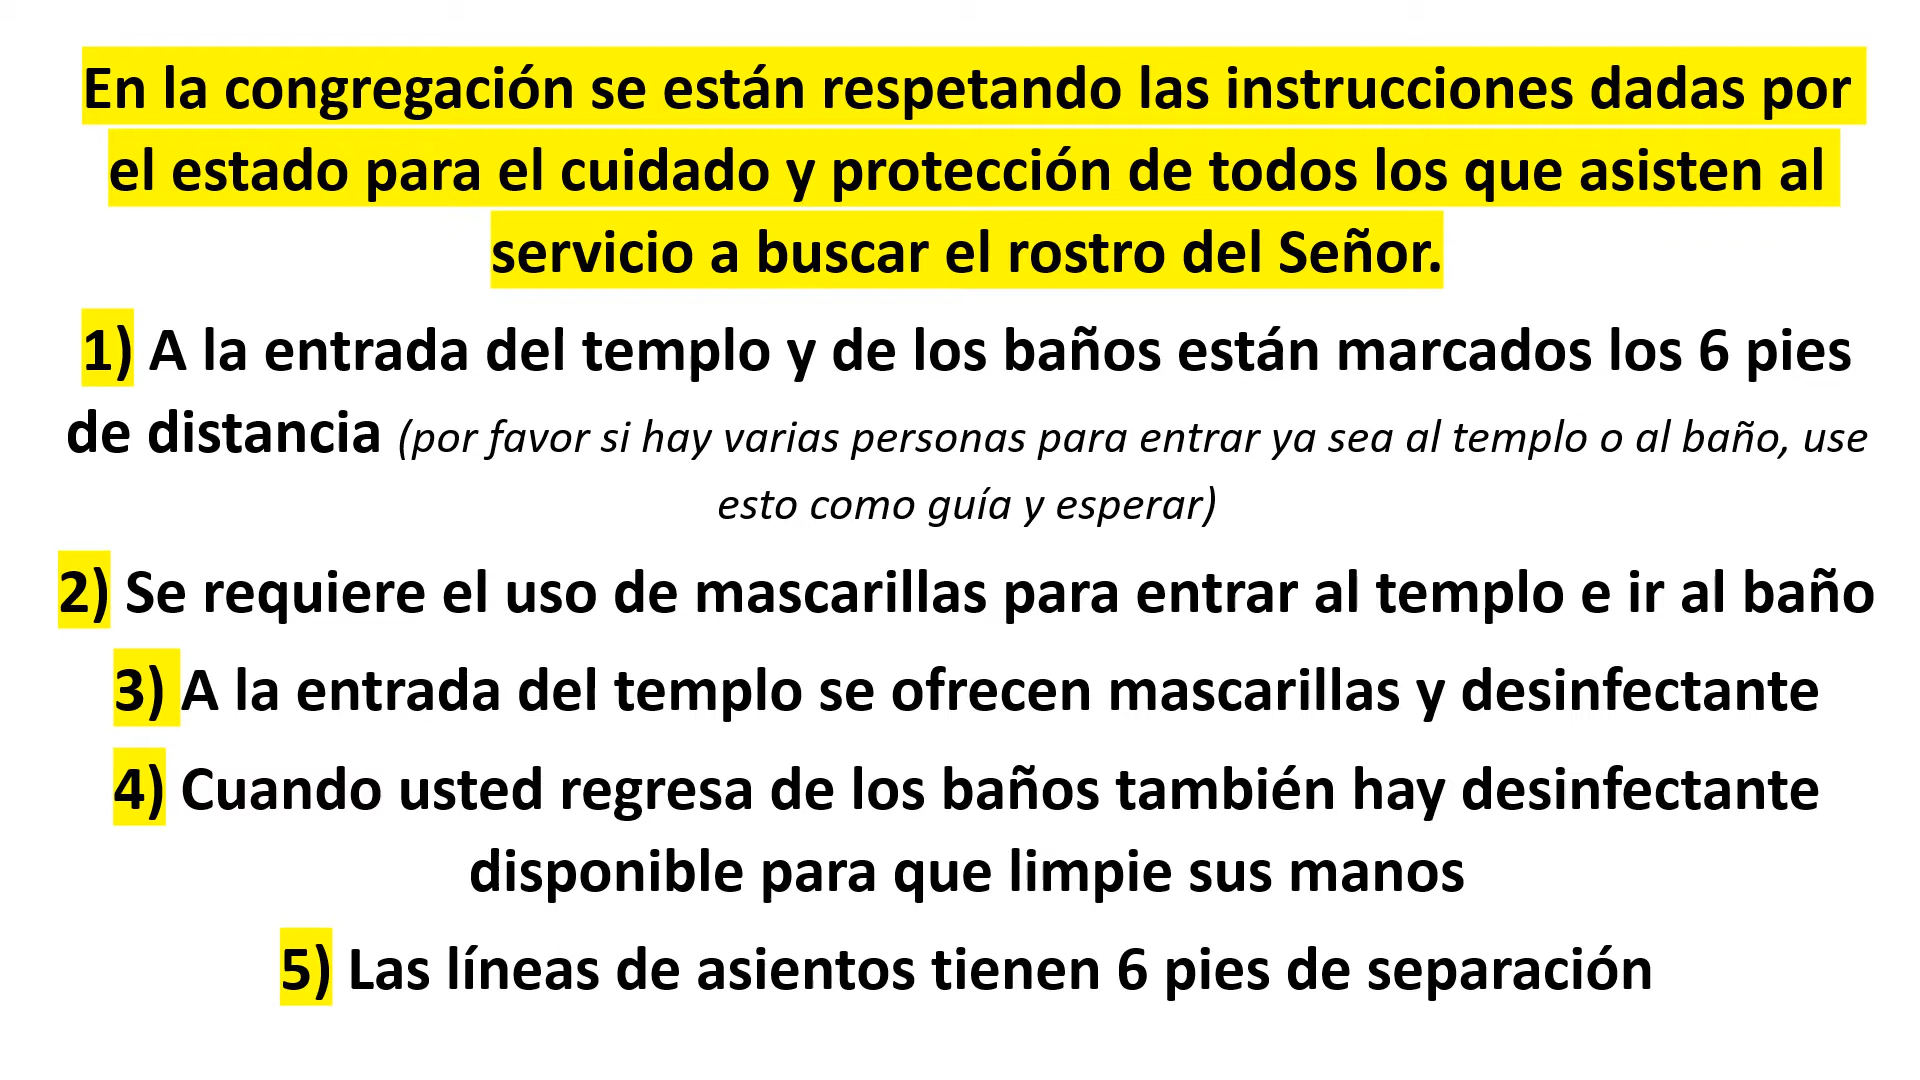 En la congregación se están respetando las instrucciones dadas por
el estado para el cuidado y protección de todos los que asisten al
servicio a buscar el rostro del Señor.
1) A la entrada del templo y de los baños están marcados los 6 pies
de distancia (por favor si hay varias personas para entrar ya sea al templo o al baño, use
esto como guía y esperar)
2) Se requiere el uso de mascarillas para entrar al templo e ir al baño
3) A la entrada del templo se ofrecen mascarillas y desinfectante
4) Cuando usted regresa de los baños también hay desinfectante
disponible para que limpie sus manos
5) Las líneas de asientos tienen 6 pies de separación